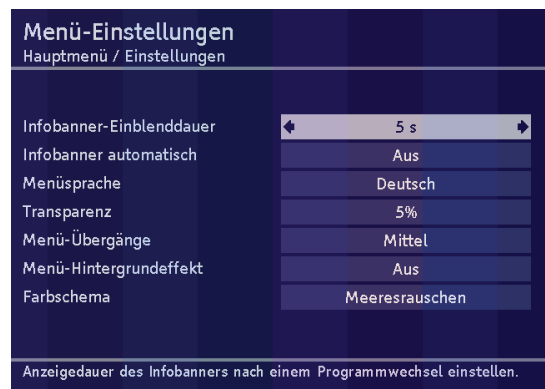 Menü-Einstellungen
Hauptmenü / Einstellungen
Infobanner-Einblenddauer 5 s
Infobanner automatisch Aus
Menüsprache Deutsch
Transparenz 5%
Menü-Übergänge Mittel
Menü-Hintergrundeffekt Aus
Farbschema Meeresrauschen
Anzeigedauer des Infobanners nach einem Programmwechsel einstellen.